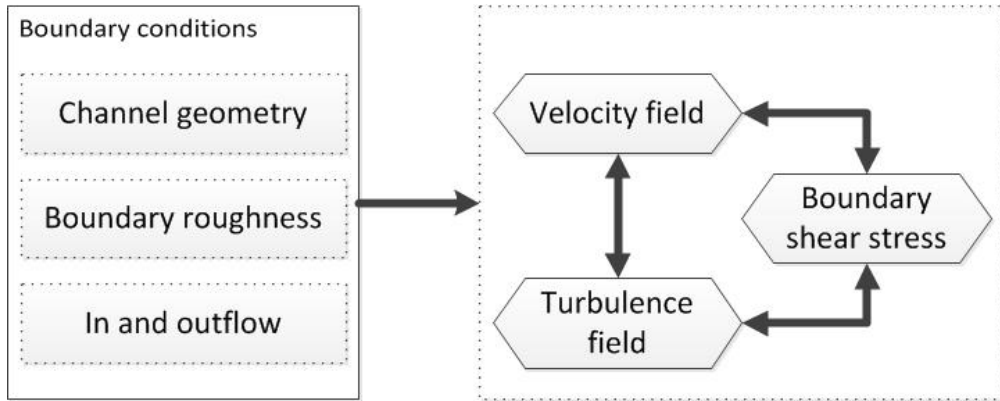 Boundary conditions
Channel geometry
Boundary roughness
In and outflow
Velocity field
Boundary
shear stress
Turbulence
field